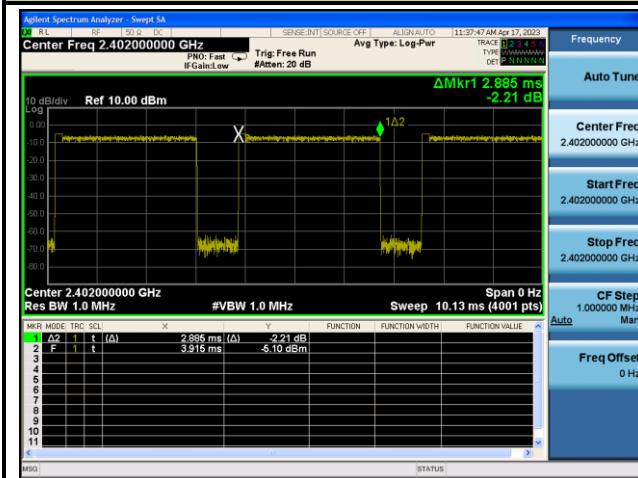 Agilent Spectrum Analyzer - Swept SA
RL RF 50 Ω DC SENSE:INT SOURCE OFF ALIGNAUTO 11:37:47 AM Apr 17, 2023
Center Freq 2.402000000 GHz
PNO: Fast
IFGain:Low
Trig: Free Run
#Atten: 20 dB
Avg Type: Log-Pwr
TRACE 1 2 3 4 5 6
TYPE
DET P N N N N N
ΔMkr1 2.885 ms
-2.21 dB
10 dB/div Ref 10.00 dBm
Log
0.00
-10.0
-20.0
-30.0
-40.0
-50.0
-60.0
-70.0
-80.0
X
1Δ2
Center 2.402000000 GHz Span 0 Hz
Res BW 1.0 MHz #VBW 1.0 MHz Sweep 10.13 ms (4001 pts)
MKR MODE TRC SCL X Y FUNCTION FUNCTION WIDTH FUNCTION VALUE
1 Δ2 1 t (Δ) 2.885 ms (Δ) -2.21 dB
2 F 1 t 3.915 ms -5.10 dBm
3
4
5
6
7
8
9
10
11
MSG STATUS
Frequency
Auto Tune
Center Freq
2.402000000 GHz
Start Freq
2.402000000 GHz
Stop Freq
2.402000000 GHz
CF Step
1.000000 MHz
Auto Man
Freq Offset
0 Hz